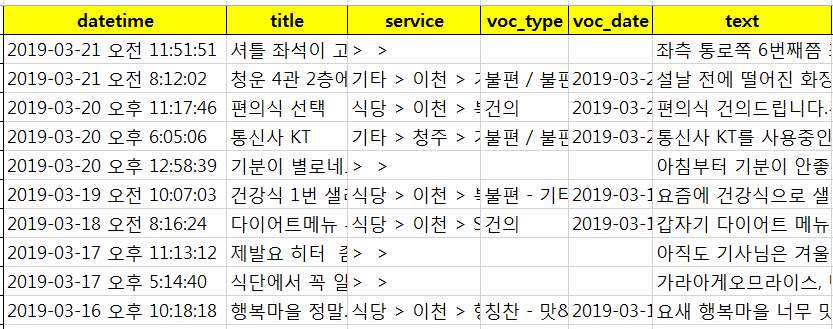 datetime title service voc_type voc_date text
2019-03-21 오전 11:51:51 셔틀 좌석이 고 > > 좌측 통로쪽 6번째쯤
2019-03-21 오전 8:12:02 청운 4관 2층에 기타 > 이천 > 불편 / 불편 2019-03-2 설날 전에 떨어진 화장
2019-03-20 오후 11:17:46 편의식 선택 식당 > 이천 > 건의 2019-03-2 편의식 건의드립니다.
2019-03-20 오후 6:05:06 통신사 KT 기타 > 청주 > 불편 / 불편 2019-03-2 통신사 KT를 사용중인
2019-03-20 오후 12:58:39 기분이 별로네 > > 아침부터 기분이 안좋
2019-03-19 오전 10:07:03 건강식 1번 샐러 식당 > 이천 > 불편 - 기타 2019-03-1 요즘에 건강식으로 샐
2019-03-18 오전 8:16:24 다이어트메뉴 식당 > 이천 > S 건의 2019-03-1 갑자기 다이어트 메뉴
2019-03-17 오후 11:13:12 제발요 히터 좀 > > 아직도 기사님은 겨울
2019-03-17 오후 5:14:40 식단에서 꼭 일 > > 가라아게오므라이스,
2019-03-16 오후 10:18:18 행복마을 정말. 식당 > 이천 > 행 칭찬 - 맛& 2019-03-1 요새 행복마을 너무 맛